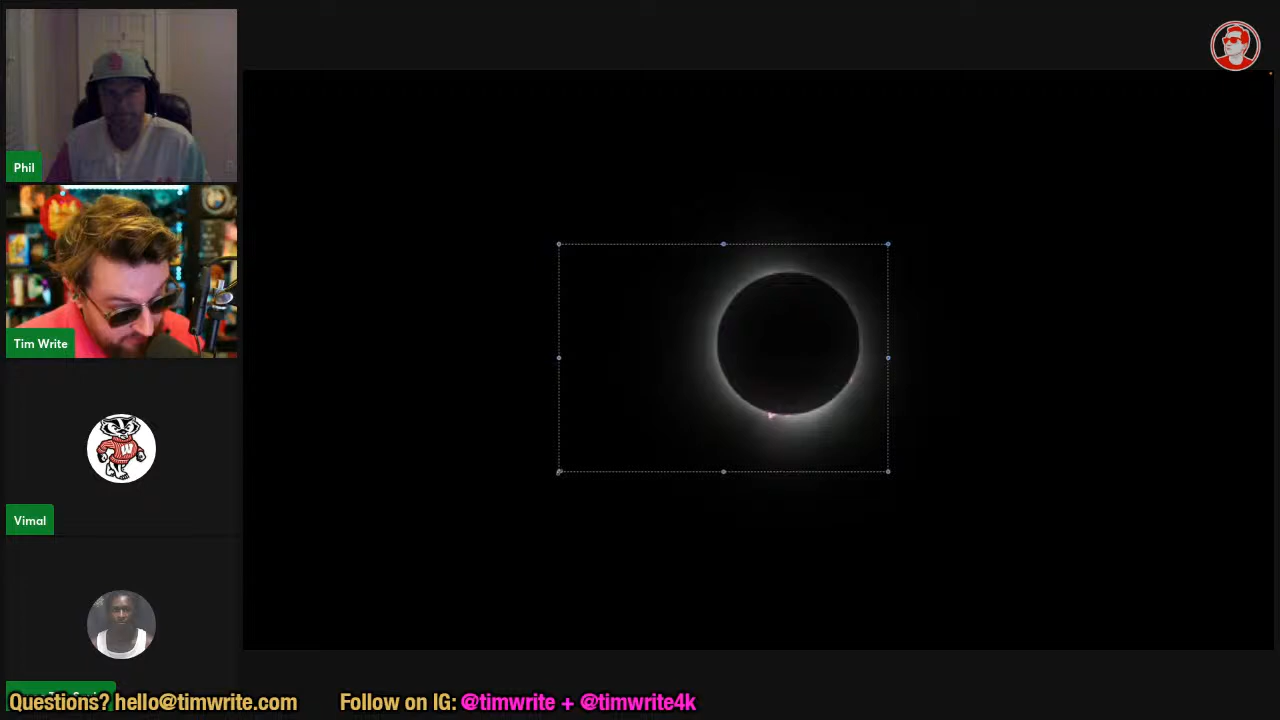 Phil
Tim Write
W
Vimal
Questions? hello@timwrite.com
Follow on IG: @timwrite + @timwrite4k